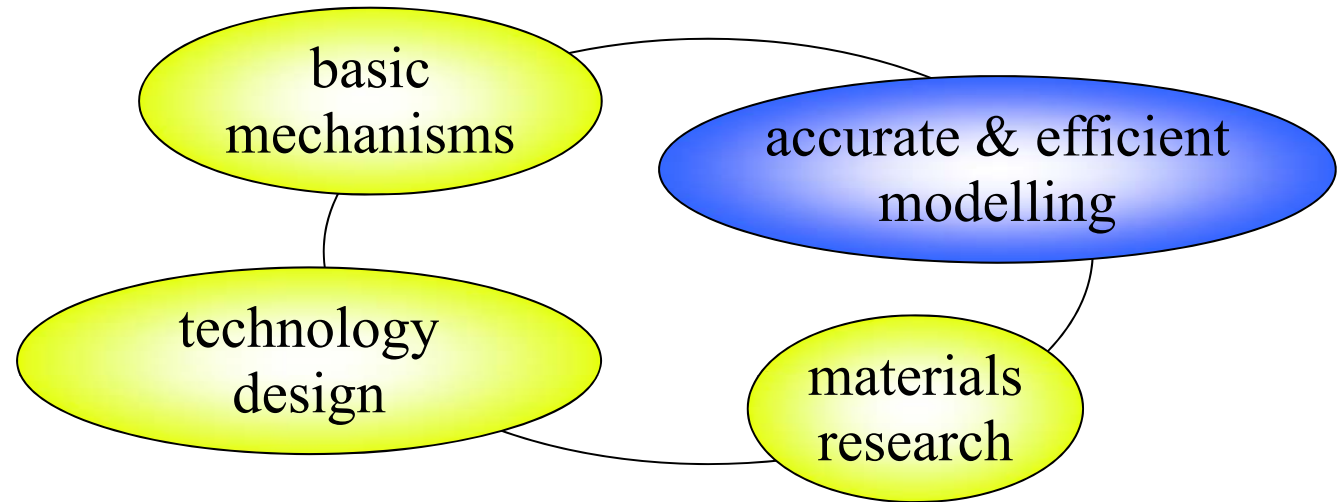 basic
mechanisms
accurate & efficient
modelling
technology
design
materials
research